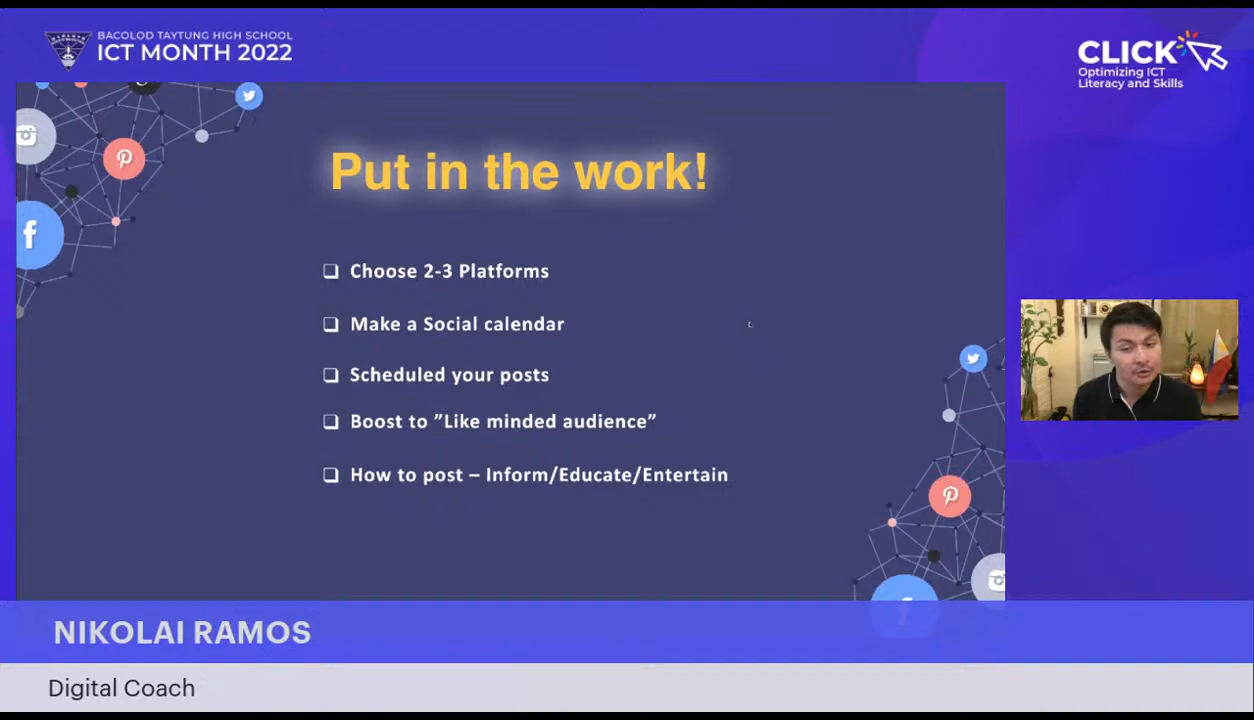 BACOLOD TAYTUNG HIGH SCHOOL
ICT MONTH 2022
CLICK
Optimizing ICT
Literacy and Skills
Put in the work!
Choose 2-3 Platforms
Make a Social calendar
Scheduled your posts
Boost to ”Like minded audience”
How to post – Inform/Educate/Entertain
NIKOLAI RAMOS
Digital Coach